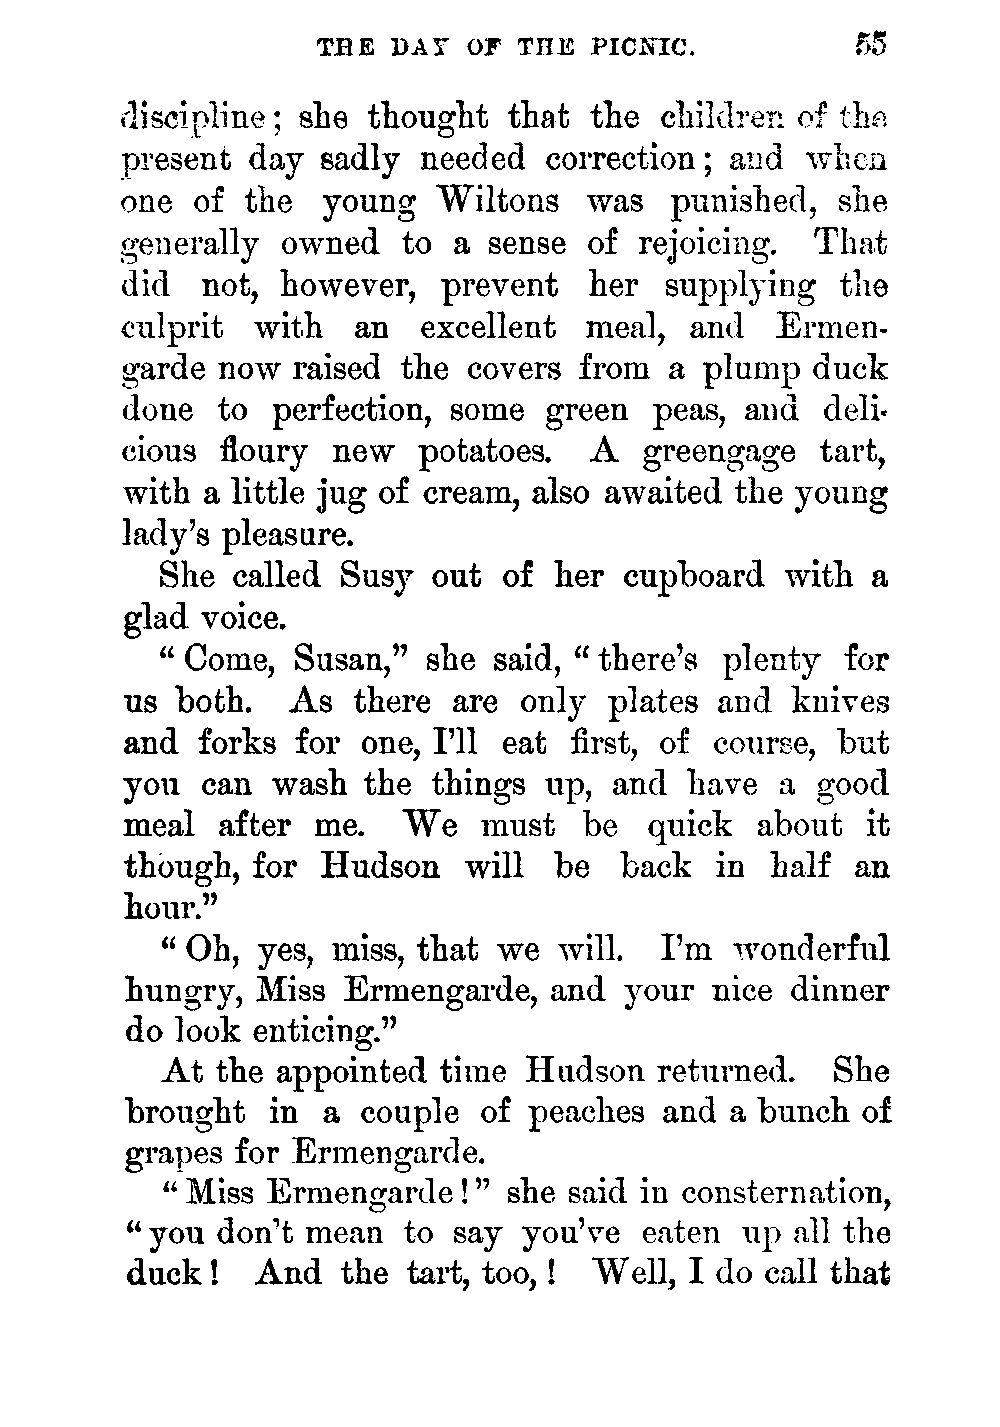 THE DAY OF THE PICNIC. 55
discipline; she thought that the children of the
present day sadly needed correction; and when
one of the young Wiltons was punished, she
generally owned to a sense of rejoicing. That
did not, however, prevent her supplying the
culprit with an excellent meal, and Ermen-
garde now raised the covers from a plump duck
done to perfection, some green peas, and deli-
cious floury new potatoes. A greengage tart,
with a little jug of cream, also awaited the young
lady's pleasure.
She called Susy out of her cupboard with a
glad voice.
"Come, Susan," she said, "there's plenty for
us both. As there are only plates and knives
and forks for one, I'll eat first, of course, but
you can wash the things up, and have a good
meal after me. We must be quick about it
though, for Hudson will be back in half an
hour."
"Oh, yes, miss, that we will. I'm wonderful
hungry, Miss Ermengarde, and your nice dinner
do look enticing."
At the appointed time Hudson returned. She
brought in a couple of peaches and a bunch of
grapes for Ermengarde.
"Miss Ermengarde!" she said in consternation,
"you don't mean to say you've eaten up all the
duck! And the tart, too,! Well, I do call that